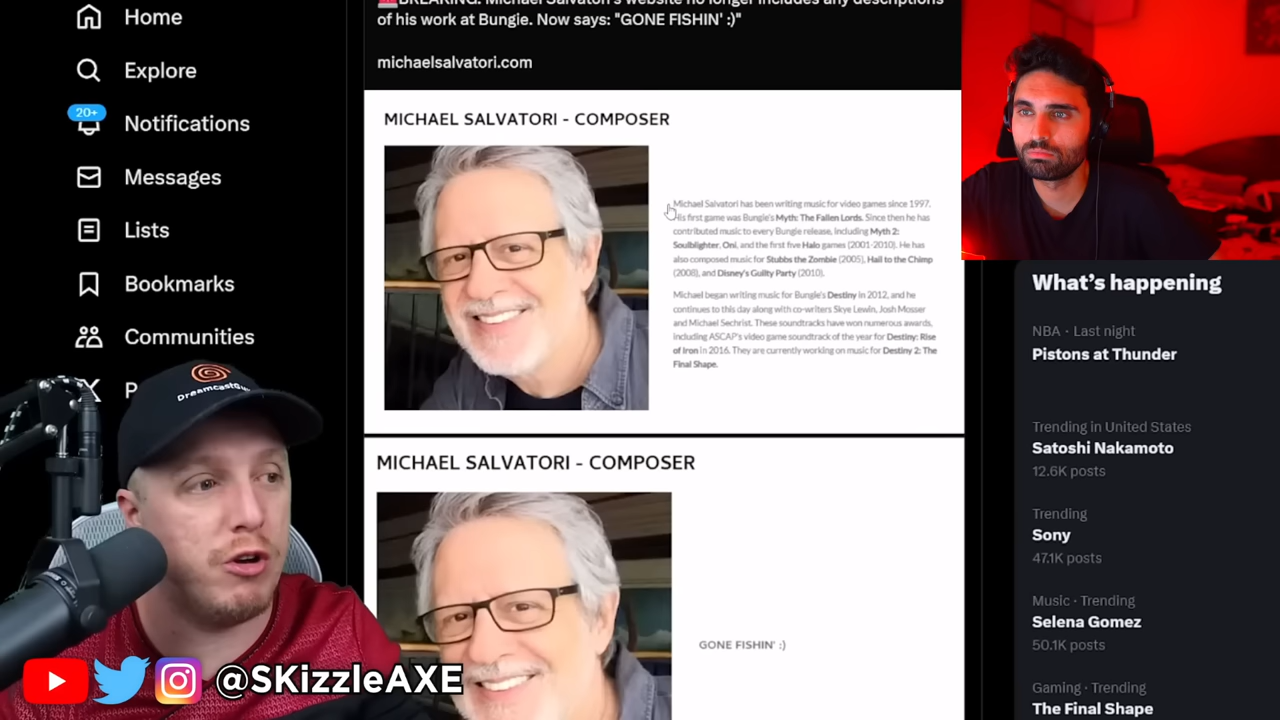 Home
Explore
20+
Notifications
Messages
Lists
Bookmarks
Communities
P
BREAKING: Michael Salvatori's website no longer includes any descriptions
of his work at Bungie. Now says: "GONE FISHIN' :)"
michaelsalvatori.com
MICHAEL SALVATORI - COMPOSER
Michael Salvatori has been writing music for video games since 1997.
His first game was Bungie's Myth: The Fallen Lords. Since then he has
contributed music to every Bungie release, including Myth 2:
Soulblighter, Oni, and the first five Halo games (2001-2010). He has
also composed music for Stubbs the Zombie (2005), Hail to the Chimp
(2008), and Disney's Guilty Party (2010).
Michael began writing music for Bungie's Destiny in 2012, and he
continues to this day along with co-writers Skye Lewin, Josh Mosser
and Michael Sechrist. These soundtracks have won numerous awards,
including ASCAP's video game soundtrack of the year for Destiny: Rise
of Iron in 2016. They are currently working on music for Destiny 2: The
Final Shape.
MICHAEL SALVATORI - COMPOSER
GONE FISHIN' :)
What's happening
NBA · Last night
Pistons at Thunder
Trending in United States
Satoshi Nakamoto
12.6K posts
Trending
Sony
47.1K posts
Music · Trending
Selena Gomez
50.1K posts
Gaming · Trending
The Final Shape
@SKizzleAXE